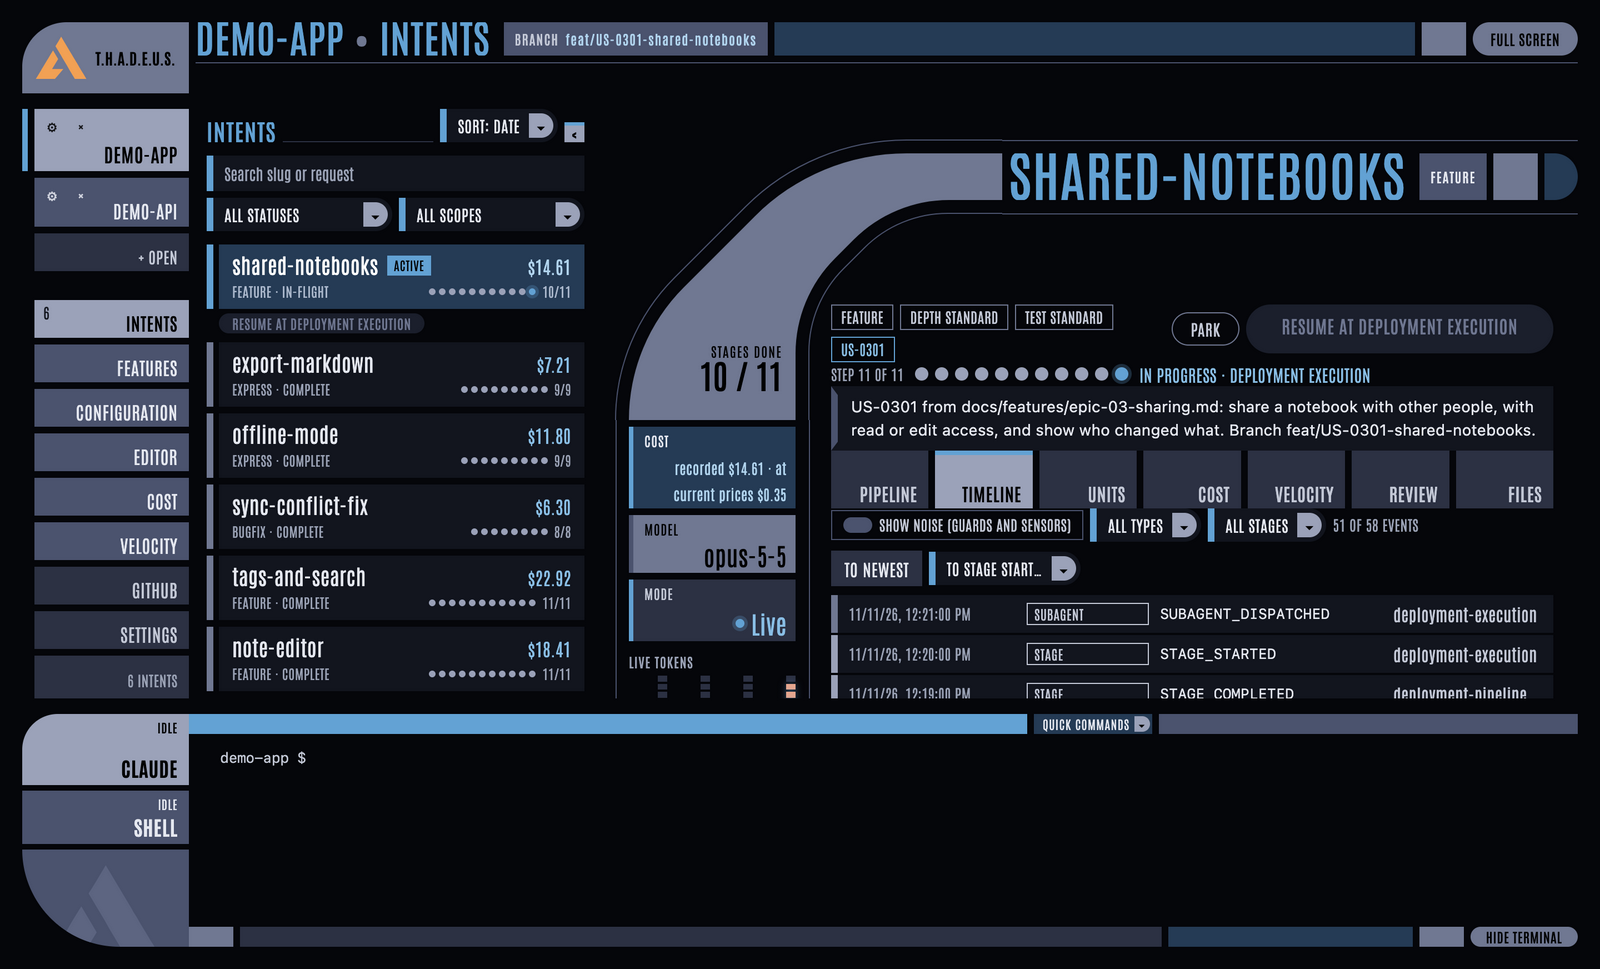 T.H.A.D.E.U.S.
DEMO-APP • INTENTS
BRANCH feat/US-0301-shared-notebooks
FULL SCREEN
DEMO-APP
DEMO-API
+ OPEN
6
INTENTS
FEATURES
CONFIGURATION
EDITOR
COST
VELOCITY
GITHUB
SETTINGS
6 INTENTS
INTENTS
SORT: DATE
Search slug or request
ALL STATUSES
ALL SCOPES
shared-notebooks ACTIVE $14.61
FEATURE · IN-FLIGHT 10/11
RESUME AT DEPLOYMENT EXECUTION
export-markdown $7.21
EXPRESS · COMPLETE 9/9
offline-mode $11.80
EXPRESS · COMPLETE 9/9
sync-conflict-fix $6.30
BUGFIX · COMPLETE 8/8
tags-and-search $22.92
FEATURE · COMPLETE 11/11
note-editor $18.41
FEATURE · COMPLETE 11/11
SHARED-NOTEBOOKS
FEATURE
STAGES DONE
10 / 11
COST
recorded $14.61 · at
current prices $0.35
MODEL
opus-5-5
MODE
Live
LIVE TOKENS
FEATURE
DEPTH STANDARD
TEST STANDARD
US-0301
PARK
RESUME AT DEPLOYMENT EXECUTION
STEP 11 OF 11
IN PROGRESS · DEPLOYMENT EXECUTION
US-0301 from docs/features/epic-03-sharing.md: share a notebook with other people, with
read or edit access, and show who changed what. Branch feat/US-0301-shared-notebooks.
PIPELINE
TIMELINE
UNITS
COST
VELOCITY
REVIEW
FILES
SHOW NOISE (GUARDS AND SENSORS)
ALL TYPES
ALL STAGES
51 OF 58 EVENTS
TO NEWEST
TO STAGE START…
11/11/26, 12:21:00 PM SUBAGENT SUBAGENT_DISPATCHED deployment-execution
11/11/26, 12:20:00 PM STAGE STAGE_STARTED deployment-execution
11/11/26, 12:19:00 PM STAGE STAGE_COMPLETED deployment-pipeline
IDLE
CLAUDE
IDLE
SHELL
QUICK COMMANDS
demo-app $
HIDE TERMINAL